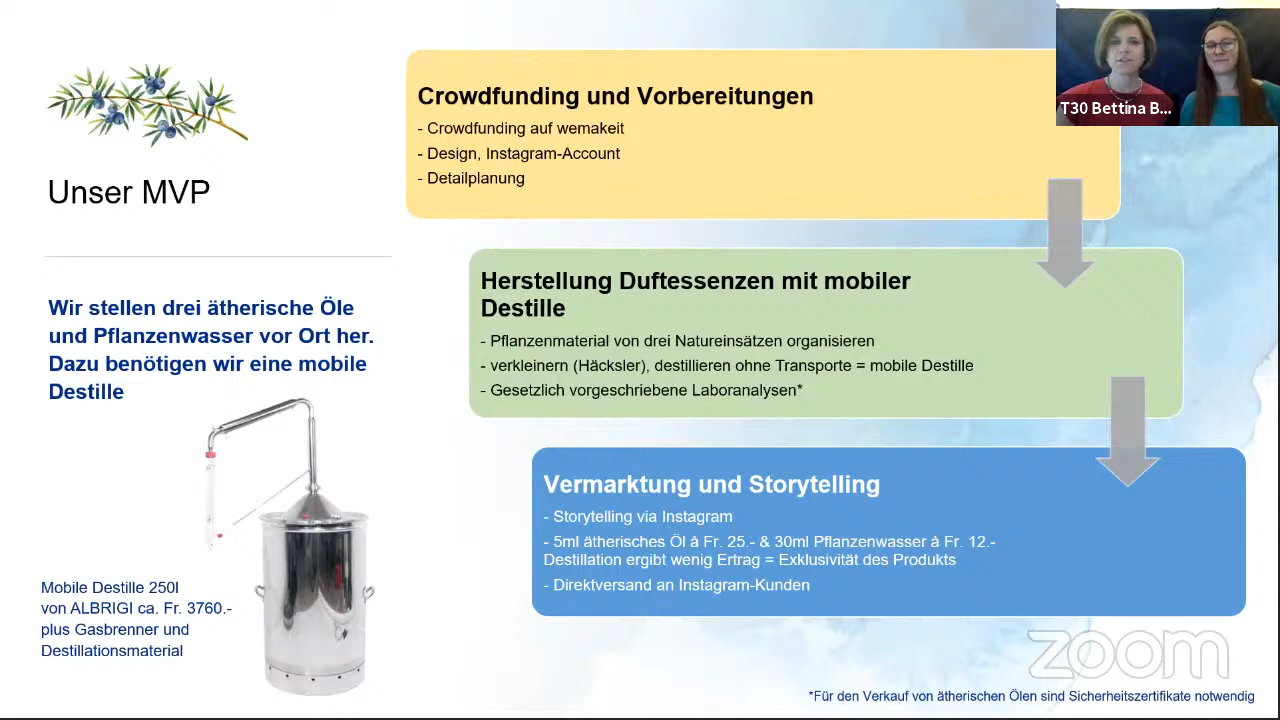 Unser MVP
Wir stellen drei ätherische Öle
und Pflanzenwasser vor Ort her.
Dazu benötigen wir eine mobile
Destille
Mobile Destille 250l
von ALBRIGI ca. Fr. 3760.-
plus Gasbrenner und
Destillationsmaterial
Crowdfunding und Vorbereitungen
- Crowdfunding auf wemakeit
- Design, Instagram-Account
- Detailplanung
Herstellung Duftessenzen mit mobiler
Destille
- Pflanzenmaterial von drei Natureinsätzen organisieren
- verkleinern (Häcksler), destillieren ohne Transporte = mobile Destille
- Gesetzlich vorgeschriebene Laboranalysen*
Vermarktung und Storytelling
- Storytelling via Instagram
- 5ml ätherisches Öl à Fr. 25.- & 30ml Pflanzenwasser à Fr. 12.-
Destillation ergibt wenig Ertrag = Exklusivität des Produkts
- Direktversand an Instagram-Kunden
*Für den Verkauf von ätherischen Ölen sind Sicherheitszertifikate notwendig
T30 Bettina B...
zoom